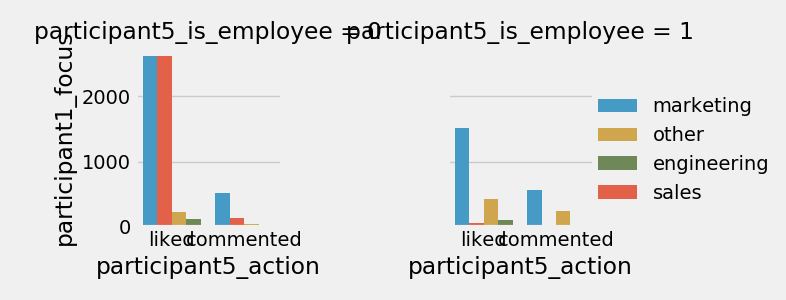 participant5_is_employee = 0
participant5_is_employee = 1
participant1_focus
2000
1000
0
liked
commented
participant5_action
liked
commented
participant5_action
marketing
other
engineering
sales